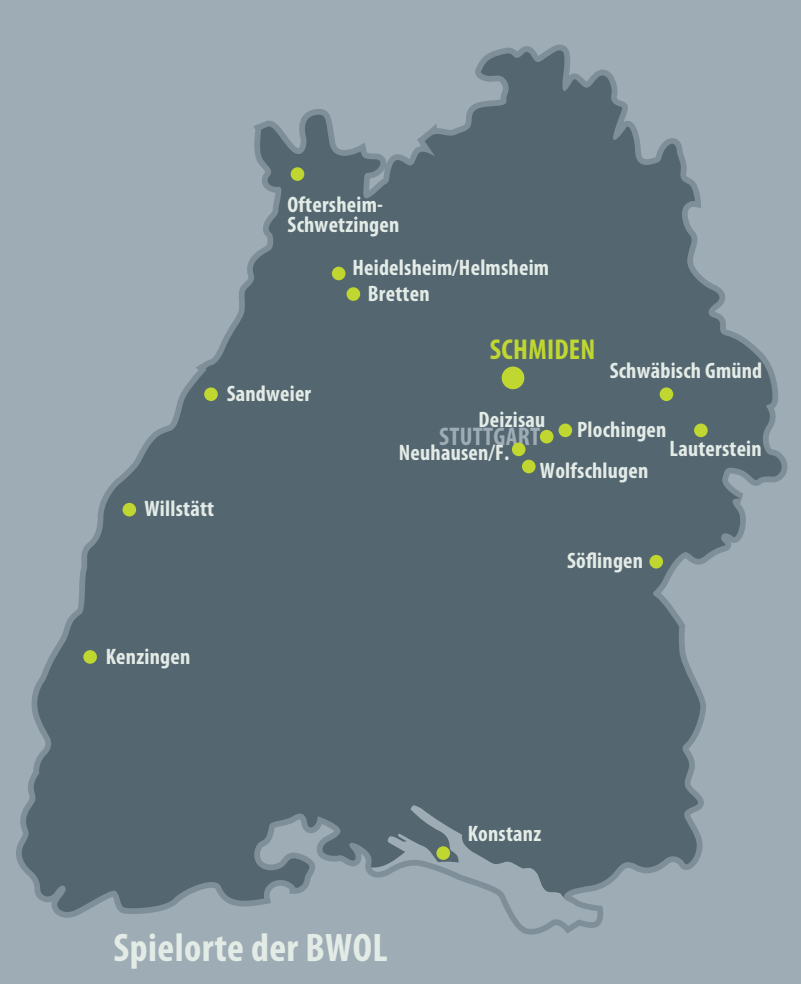 Oftersheim-
Schwetzingen
Heidelsheim/Helmsheim
Bretten
SCHMIDEN
Schwäbisch Gmünd
Sandweier
Deizisau
Plochingen
STUTTGART
Lauterstein
Neuhausen/F.
Wolfschlugen
Willstätt
Söflingen
Kenzingen
Konstanz
Spielorte der BWOL